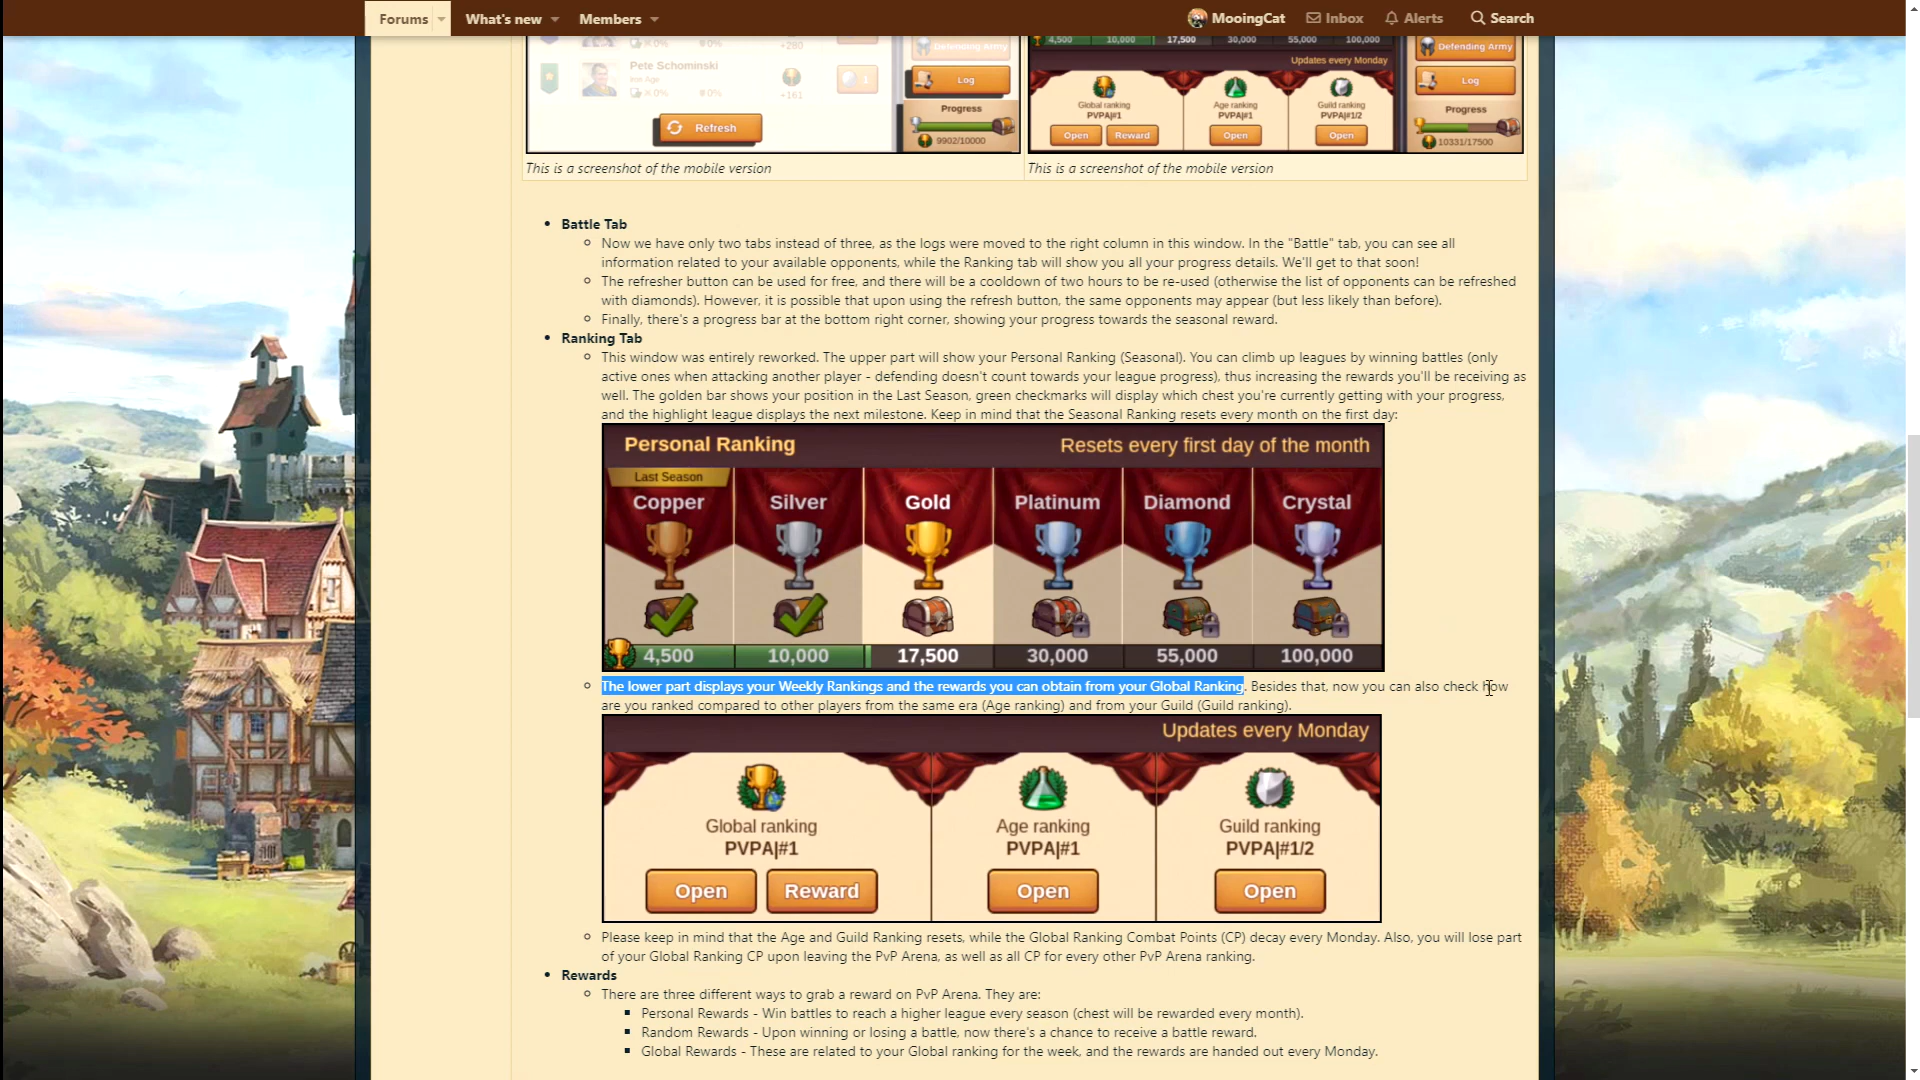 Forums What's new Members MooingCat Inbox Alerts Search
0% 0% +280 Defending Army
Pete Schominski
Iron Age
0% 0% +161 1
Log
Progress
9902/10000
Refresh
4,500 10,000 17,500 30,000 55,000 100,000
Updates every Monday
Global ranking Age ranking Guild ranking
PVPA|#1 PVPA|#1 PVPA|#1/2
Open Reward Open Open
Defending Army
Log
Progress
10331/17500
This is a screenshot of the mobile version This is a screenshot of the mobile version
Battle Tab
Now we have only two tabs instead of three, as the logs were moved to the right column in this window. In the "Battle" tab, you can see all
information related to your available opponents, while the Ranking tab will show you all your progress details. We'll get to that soon!
The refresher button can be used for free, and there will be a cooldown of two hours to be re-used (otherwise the list of opponents can be refreshed
with diamonds). However, it is possible that upon using the refresh button, the same opponents may appear (but less likely than before).
Finally, there's a progress bar at the bottom right corner, showing your progress towards the seasonal reward.
Ranking Tab
This window was entirely reworked. The upper part will show your Personal Ranking (Seasonal). You can climb up leagues by winning battles (only
active ones when attacking another player - defending doesn't count towards your league progress), thus increasing the rewards you'll be receiving as
well. The golden bar shows your position in the Last Season, green checkmarks will display which chest you're currently getting with your progress,
and the highlight league displays the next milestone. Keep in mind that the Seasonal Ranking resets every month on the first day:
Personal Ranking Resets every first day of the month
Last Season
Copper Silver Gold Platinum Diamond Crystal
4,500 10,000 17,500 30,000 55,000 100,000
The lower part displays your Weekly Rankings and the rewards you can obtain from your Global Ranking. Besides that, now you can also check how
are you ranked compared to other players from the same era (Age ranking) and from your Guild (Guild ranking).
Updates every Monday
Global ranking Age ranking Guild ranking
PVPA|#1 PVPA|#1 PVPA|#1/2
Open Reward Open Open
Please keep in mind that the Age and Guild Ranking resets, while the Global Ranking Combat Points (CP) decay every Monday. Also, you will lose part
of your Global Ranking CP upon leaving the PvP Arena, as well as all CP for every other PvP Arena ranking.
Rewards
There are three different ways to grab a reward on PvP Arena. They are:
Personal Rewards - Win battles to reach a higher league every season (chest will be rewarded every month).
Random Rewards - Upon winning or losing a battle, now there's a chance to receive a battle reward.
Global Rewards - These are related to your Global ranking for the week, and the rewards are handed out every Monday.